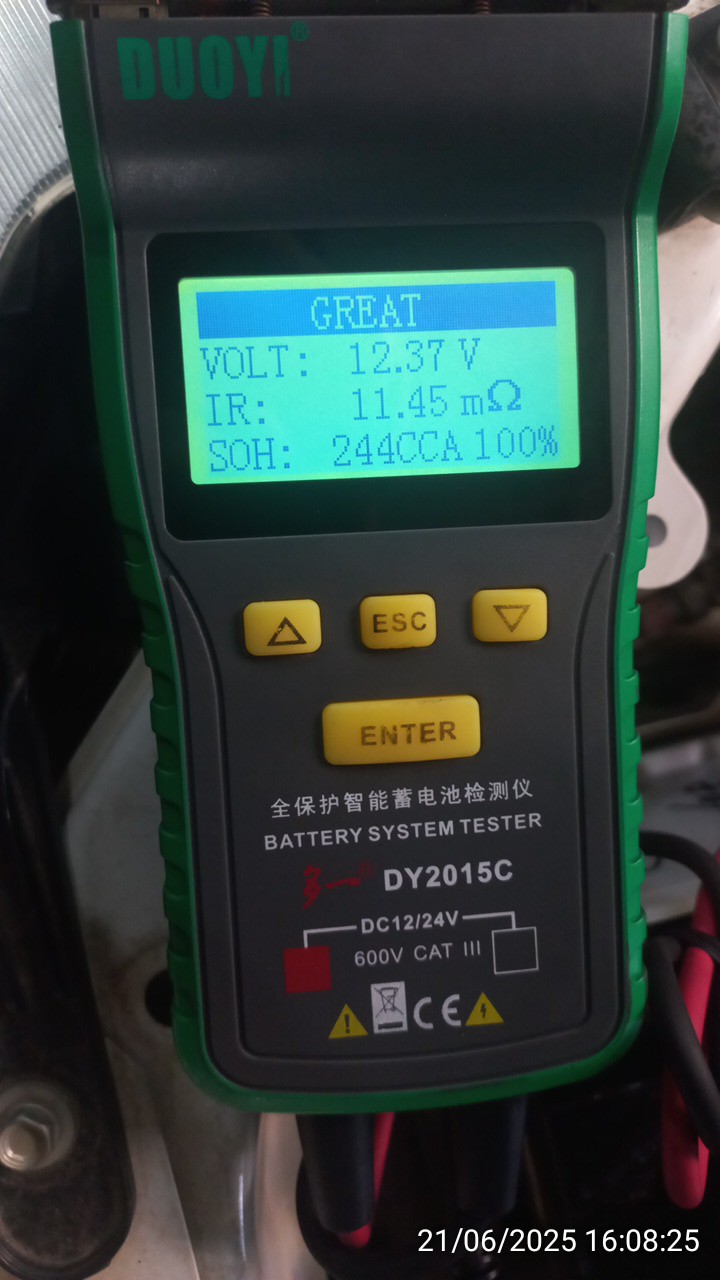 DUOYI®
GREAT
VOLT: 12.37 V
IR: 11.45 mΩ
SOH: 244CCA 100%
ESC
ENTER
全保护智能蓄电池检测仪
BATTERY SYSTEM TESTER
多一® DY2015C
DC12/24V
600V CAT III
CE
21/06/2025 16:08:25